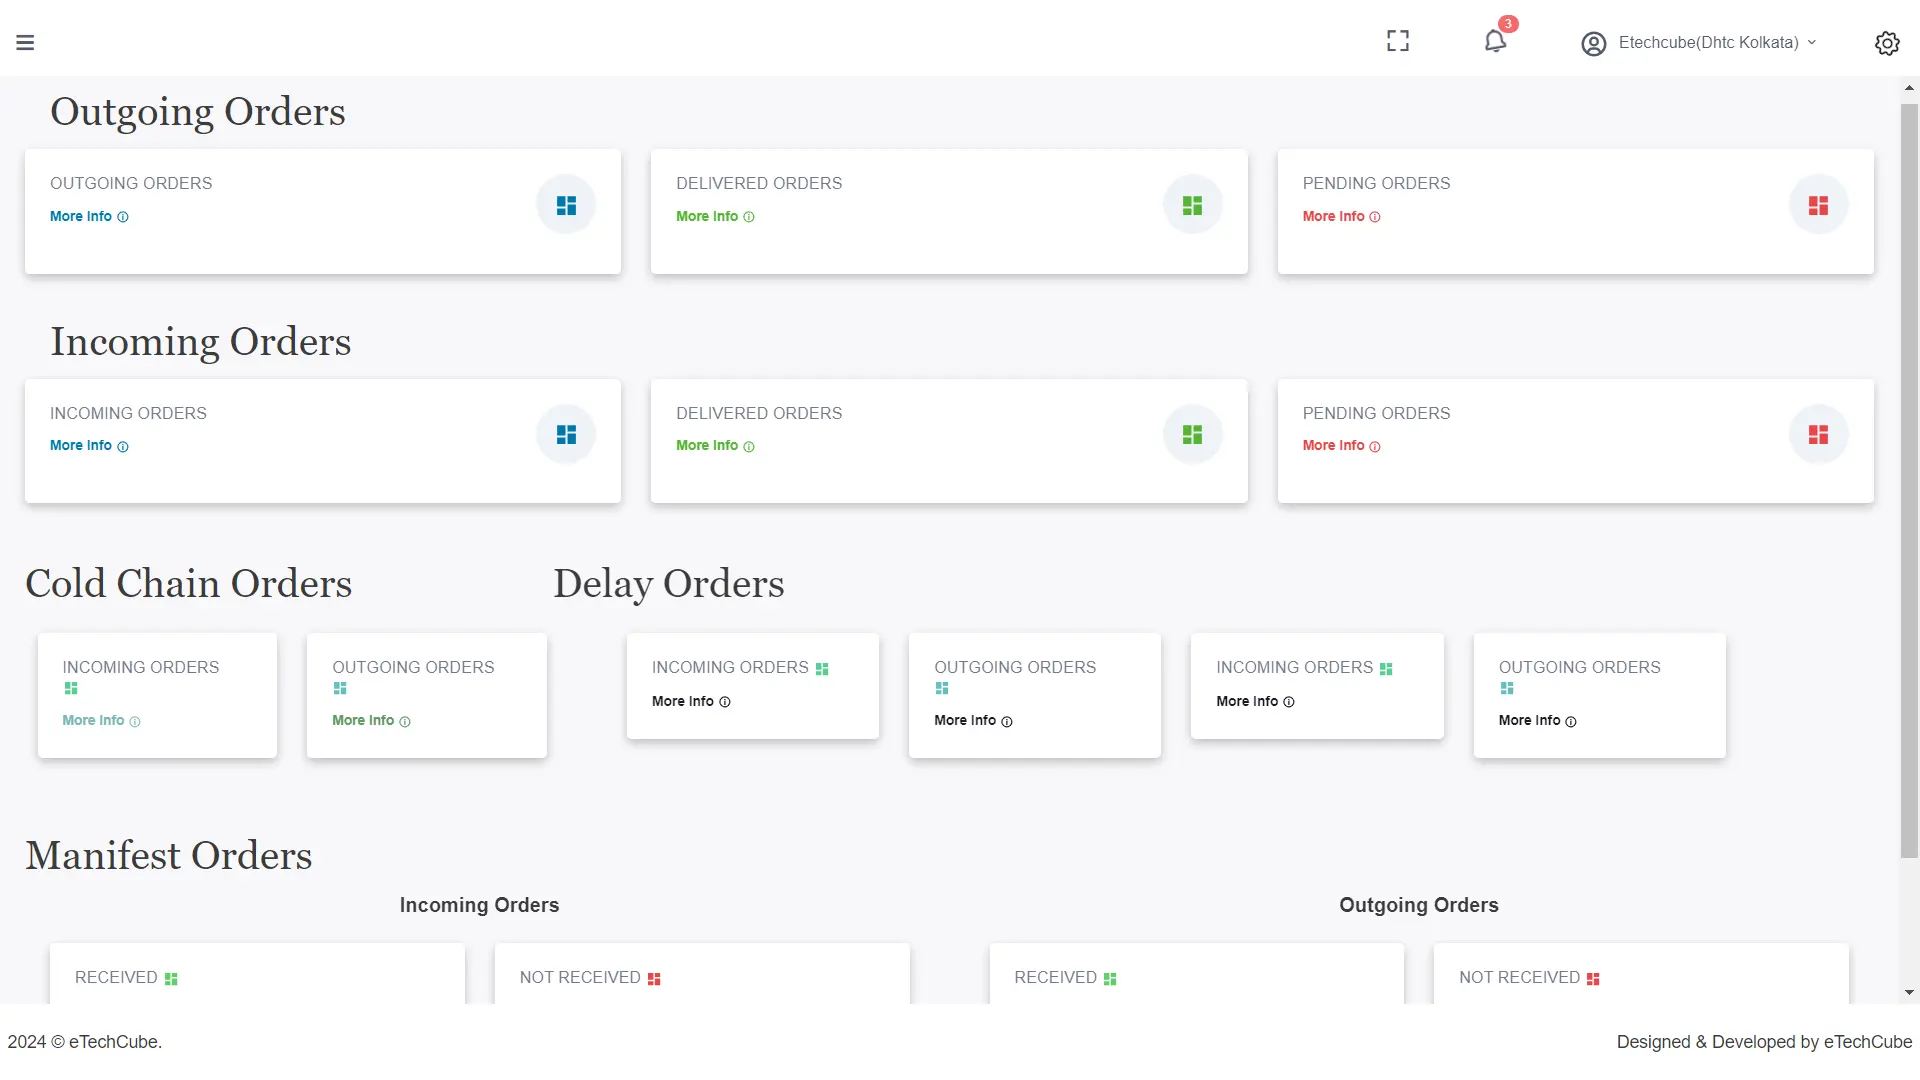 3
Etechcube(Dhtc Kolkata)
Outgoing Orders
OUTGOING ORDERS
More Info
DELIVERED ORDERS
More Info
PENDING ORDERS
More Info
Incoming Orders
INCOMING ORDERS
More Info
DELIVERED ORDERS
More Info
PENDING ORDERS
More Info
Cold Chain Orders
INCOMING ORDERS
More Info
OUTGOING ORDERS
More Info
Delay Orders
INCOMING ORDERS
More Info
OUTGOING ORDERS
More Info
INCOMING ORDERS
More Info
OUTGOING ORDERS
More Info
Manifest Orders
Incoming Orders
RECEIVED
NOT RECEIVED
Outgoing Orders
RECEIVED
NOT RECEIVED
2024 © eTechCube.
Designed & Developed by eTechCube